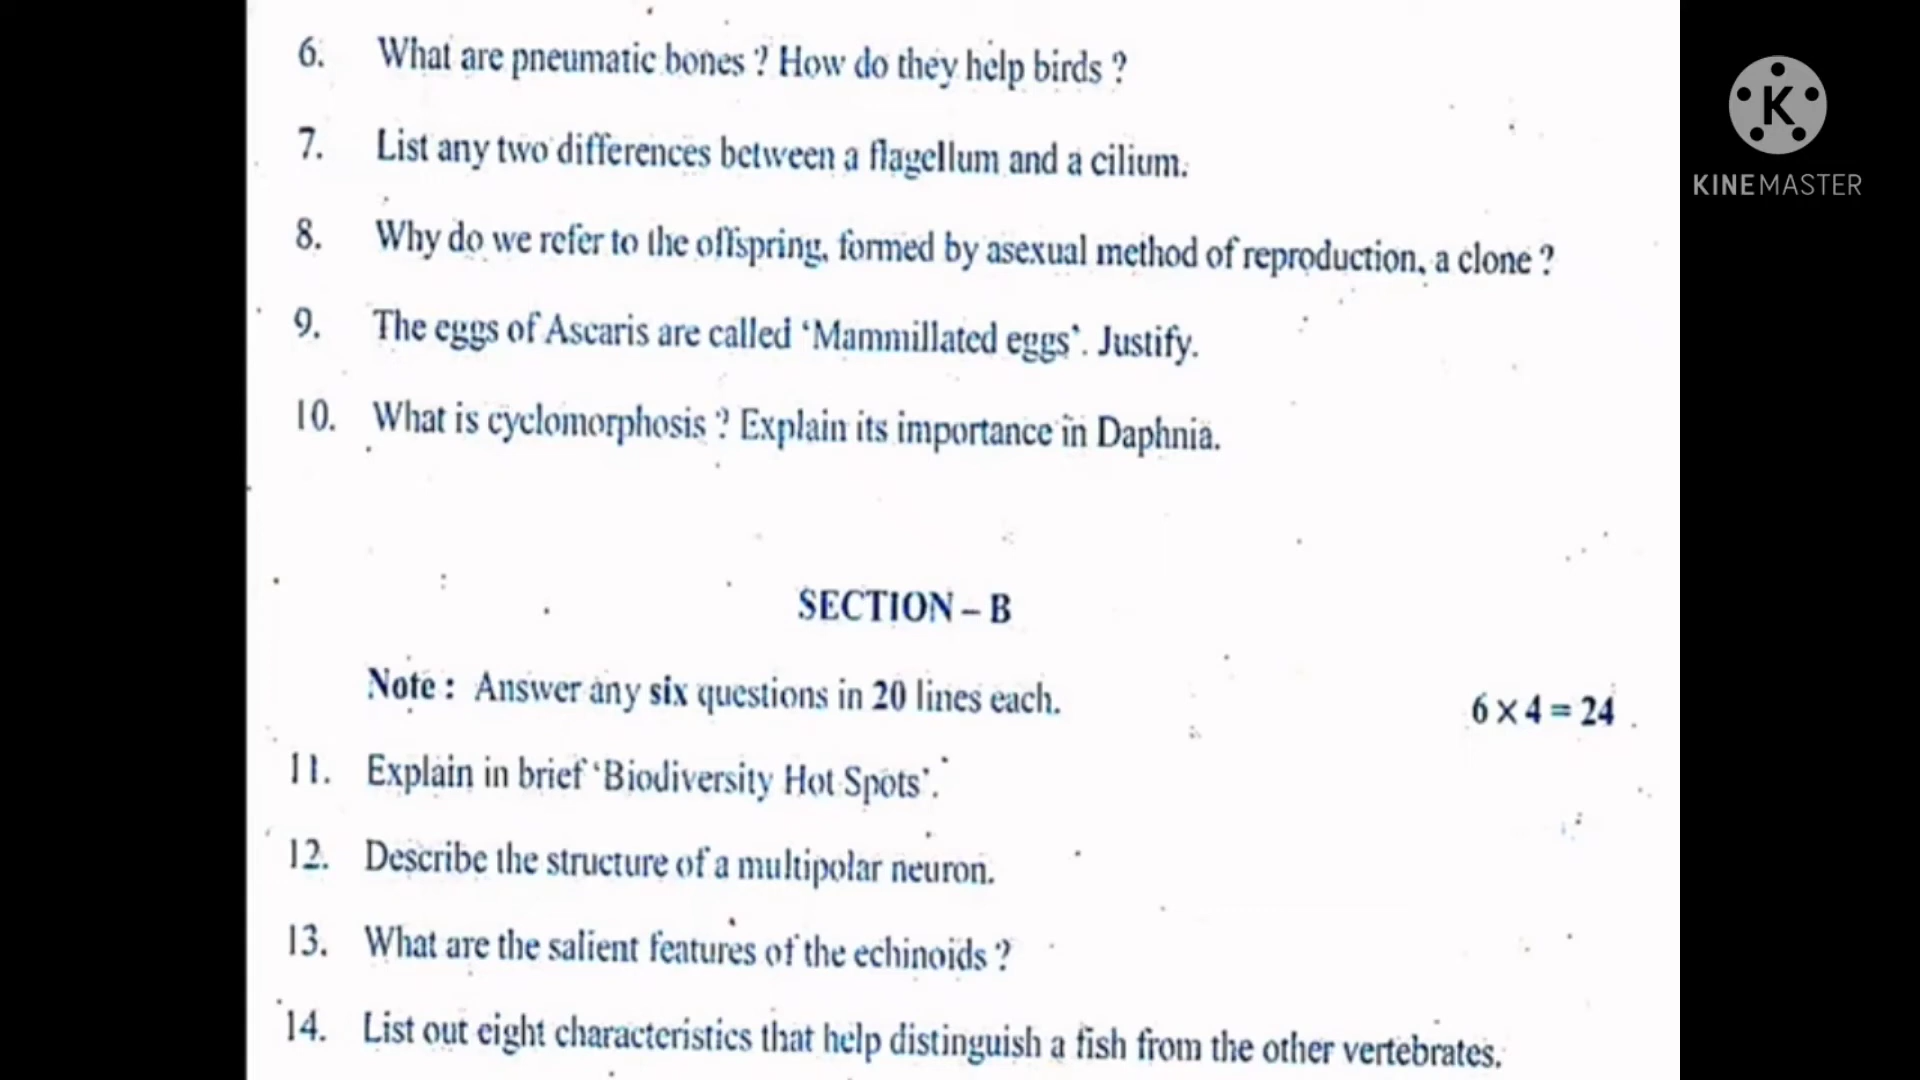 6. What are pneumatic bones ? How do they help birds ?
7. List any two differences between a flagellum and a cilium.
8. Why do we refer to the offspring, formed by asexual method of reproduction, a clone ?
9. The eggs of Ascaris are called ‘Mammillated eggs’. Justify.
10. What is cyclomorphosis ? Explain its importance in Daphnia.
SECTION – B
Note : Answer any six questions in 20 lines each. 6 × 4 = 24
11. Explain in brief ‘Biodiversity Hot Spots’.
12. Describe the structure of a multipolar neuron.
13. What are the salient features of the echinoids ?
14. List out eight characteristics that help distinguish a fish from the other vertebrates.
K
KINEMASTER